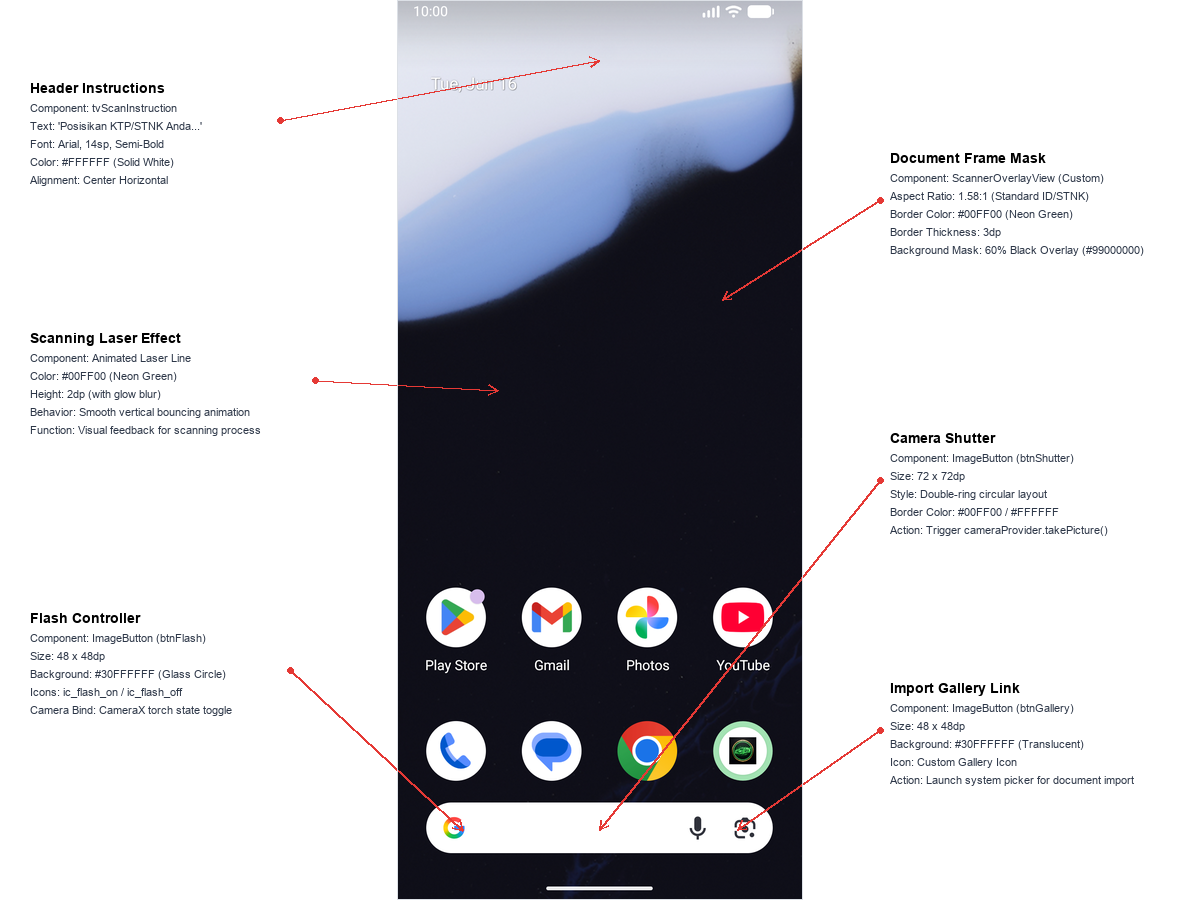 10:00
Tue, Jun 16
Header Instructions
Component: tvScanInstruction
Text: 'Posisikan KTP/STNK Anda...'
Font: Arial, 14sp, Semi-Bold
Color: #FFFFFF (Solid White)
Alignment: Center Horizontal
Document Frame Mask
Component: ScannerOverlayView (Custom)
Aspect Ratio: 1.58:1 (Standard ID/STNK)
Border Color: #00FF00 (Neon Green)
Border Thickness: 3dp
Background Mask: 60% Black Overlay (#99000000)
Scanning Laser Effect
Component: Animated Laser Line
Color: #00FF00 (Neon Green)
Height: 2dp (with glow blur)
Behavior: Smooth vertical bouncing animation
Function: Visual feedback for scanning process
Camera Shutter
Component: ImageButton (btnShutter)
Size: 72 x 72dp
Style: Double-ring circular layout
Border Color: #00FF00 / #FFFFFF
Action: Trigger cameraProvider.takePicture()
Flash Controller
Component: ImageButton (btnFlash)
Size: 48 x 48dp
Background: #30FFFFFF (Glass Circle)
Icons: ic_flash_on / ic_flash_off
Camera Bind: CameraX torch state toggle
Play Store Gmail Photos YouTube
Import Gallery Link
Component: ImageButton (btnGallery)
Size: 48 x 48dp
Background: #30FFFFFF (Translucent)
Icon: Custom Gallery Icon
Action: Launch system picker for document import